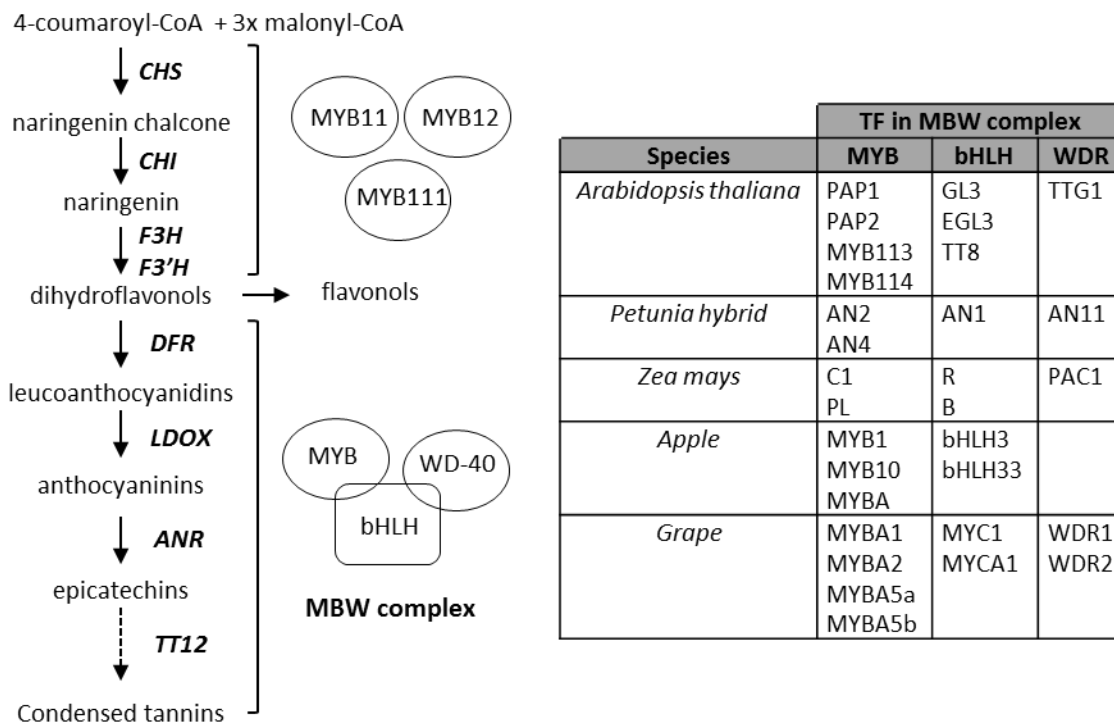 4-coumaroyl-CoA + 3x malonyl-CoA
CHS
naringenin chalcone
CHI
naringenin
F3H
F3'H
dihydroflavonols
flavonols
DFR
leucoanthocyanidins
LDOX
anthocyaninins
ANR
epicatechins
TT12
Condensed tannins
MYB11
MYB12
MYB111
MYB
WD-40
bHLH
MBW complex
TF in MBW complex
Species MYB bHLH WDR
Arabidopsis thaliana PAP1 GL3 TTG1
PAP2 EGL3
MYB113 TT8
MYB114
Petunia hybrid AN2 AN1 AN11
AN4
Zea mays C1 R PAC1
PL B
Apple MYB1 bHLH3
MYB10 bHLH33
MYBA
Grape MYBA1 MYC1 WDR1
MYBA2 MYCA1 WDR2
MYBA5a
MYBA5b